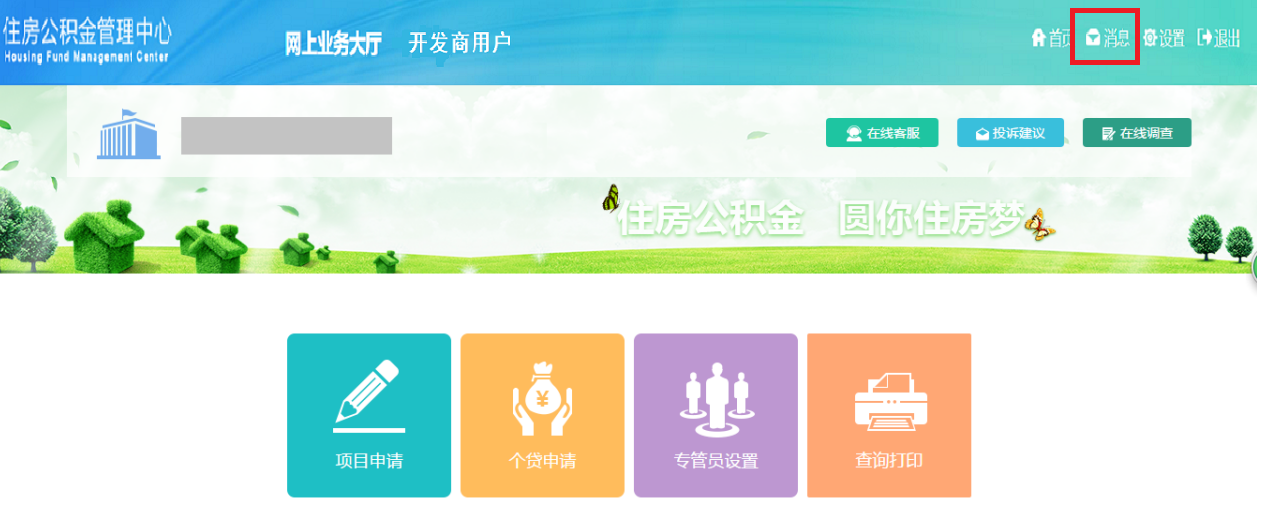 住房公积金管理中心
Housing Fund Management Center
网上业务大厅 开发商用户
首页 消息 设置 退出
在线客服 投诉建议 在线调查
住房公积金 圆你住房梦
项目申请 个贷申请 专管员设置 查询打印